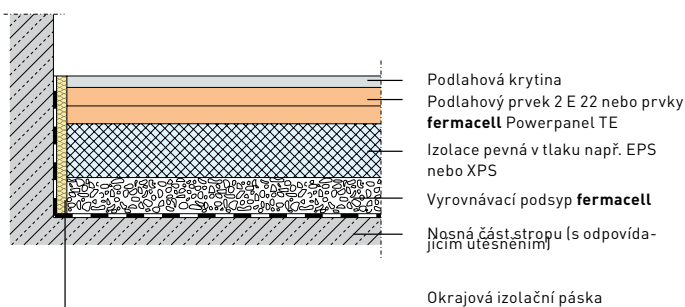 Podlahová krytina
Podlahový prvek 2 E 22 nebo prvky
fermacell Powerpanel TE
Izolace pevná v tlaku např. EPS
nebo XPS
Vyrovnávací podsyp fermacell
Nosná část stropu (s odpovída-
jícím utěsněním)
Okrajová izolační páska